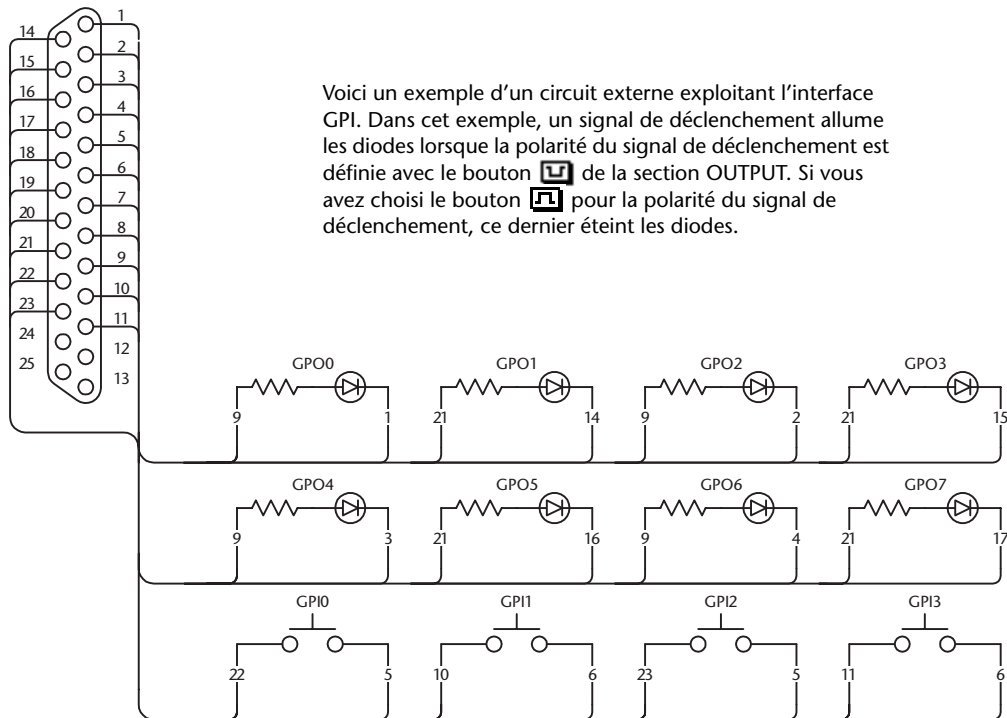 1
14
2
15
3
16
4
17
5
18
6
19
7
20
8
21
9
22
10
23
11
24
12
25
13
Voici un exemple d’un circuit externe exploitant l’interface
GPI. Dans cet exemple, un signal de déclenchement allume
les diodes lorsque la polarité du signal de déclenchement est
définie avec le bouton de la section OUTPUT. Si vous
avez choisi le bouton pour la polarité du signal de
déclenchement, ce dernier éteint les diodes.
GPO0 GPO1 GPO2 GPO3
9 1 21 14 9 2 21 15
GPO4 GPO5 GPO6 GPO7
9 3 21 16 9 4 21 17
GPI0 GPI1 GPI2 GPI3
22 5 10 6 23 5 11 6